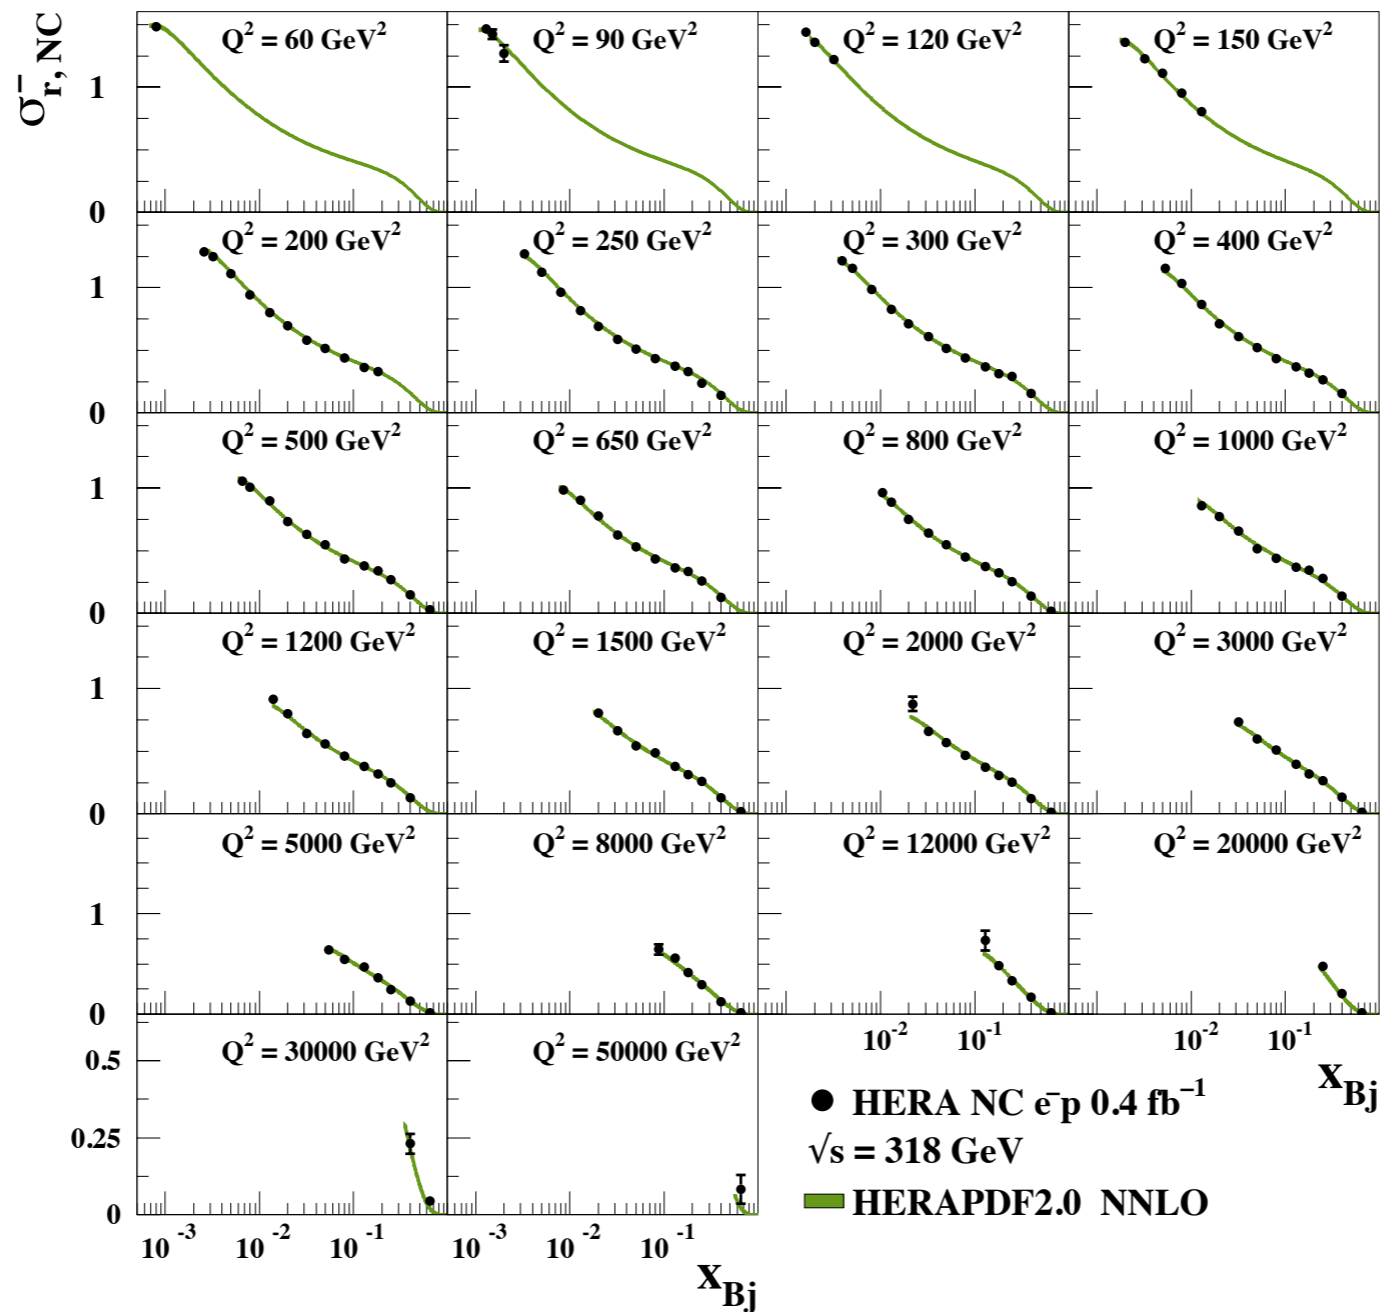 σ⁻r, NC
Q² = 60 GeV² Q² = 90 GeV² Q² = 120 GeV² Q² = 150 GeV²
1
0
Q² = 200 GeV² Q² = 250 GeV² Q² = 300 GeV² Q² = 400 GeV²
1
0
Q² = 500 GeV² Q² = 650 GeV² Q² = 800 GeV² Q² = 1000 GeV²
1
0
Q² = 1200 GeV² Q² = 1500 GeV² Q² = 2000 GeV² Q² = 3000 GeV²
1
0
Q² = 5000 GeV² Q² = 8000 GeV² Q² = 12000 GeV² Q² = 20000 GeV²
1
0
10⁻² 10⁻¹ 10⁻² 10⁻¹
xBj
Q² = 30000 GeV² Q² = 50000 GeV²
0.5
0.25
0
10⁻³ 10⁻² 10⁻¹ 10⁻³ 10⁻² 10⁻¹
xBj
HERA NC e⁻p 0.4 fb⁻¹
√s = 318 GeV
HERAPDF2.0 NNLO